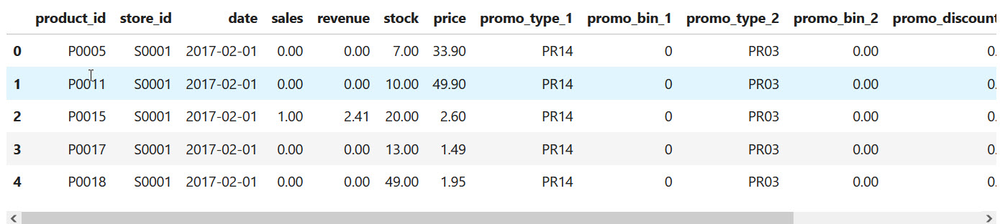 product_id store_id date sales revenue stock price promo_type_1 promo_bin_1 promo_type_2 promo_bin_2 promo_discount
0 P0005 S0001 2017-02-01 0.00 0.00 7.00 33.90 PR14 0 PR03 0.00 0.
1 P0011 S0001 2017-02-01 0.00 0.00 10.00 49.90 PR14 0 PR03 0.00 0.
2 P0015 S0001 2017-02-01 1.00 2.41 20.00 2.60 PR14 0 PR03 0.00 0.
3 P0017 S0001 2017-02-01 0.00 0.00 13.00 1.49 PR14 0 PR03 0.00 0.
4 P0018 S0001 2017-02-01 0.00 0.00 49.00 1.95 PR14 0 PR03 0.00 0.